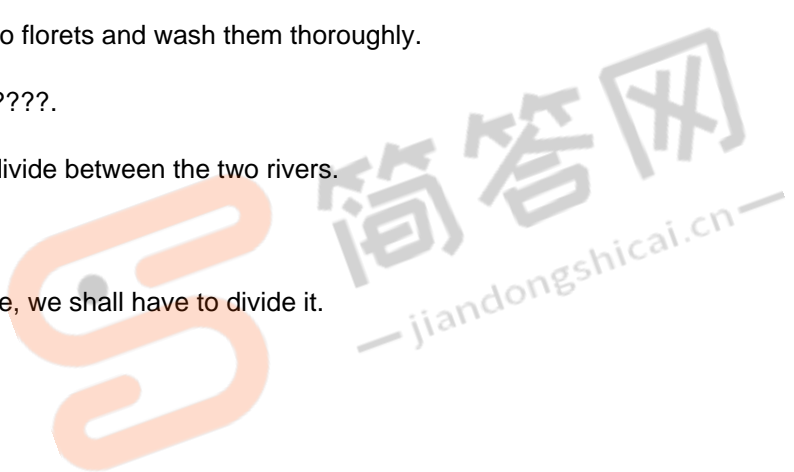 o florets and wash them thoroughly.
????.
divide between the two rivers.
简答网
jiandongshicai.cn
e, we shall have to divide it.